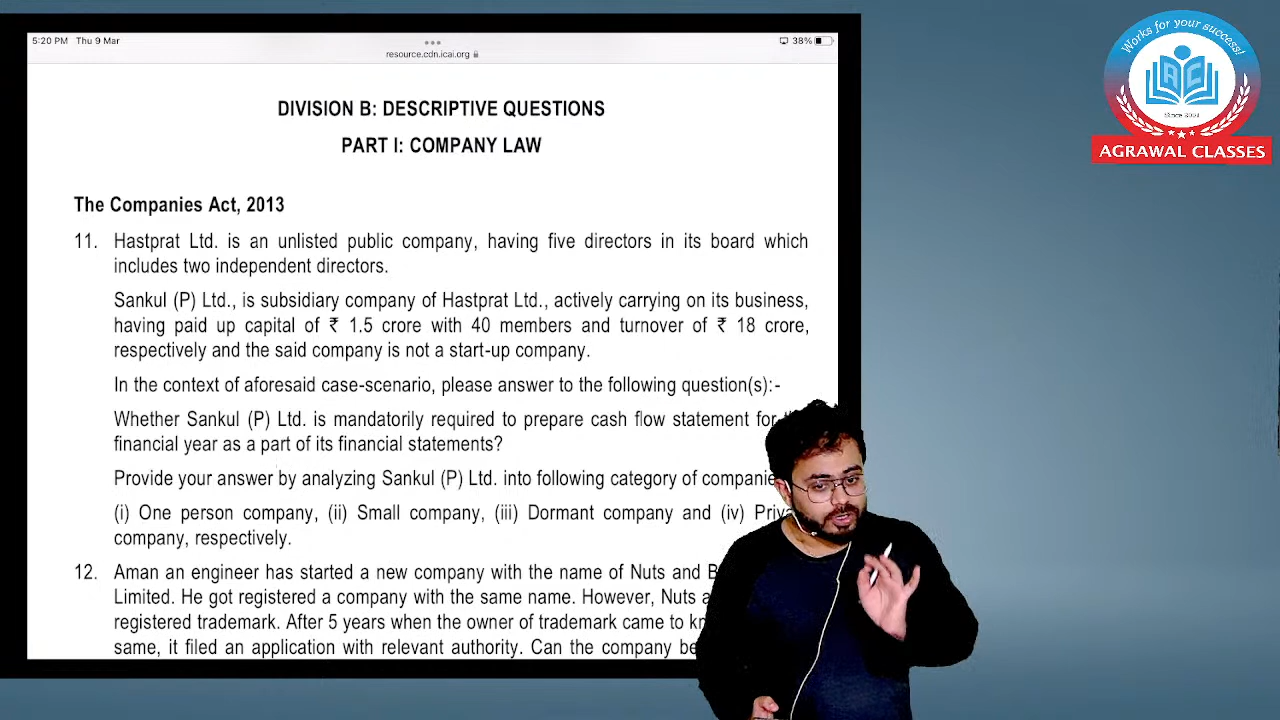 5:20 PM Thu 9 Mar
38%
resource.cdn.icai.org
Works for your success!
AC
Since 2021
AGRAWAL CLASSES
DIVISION B: DESCRIPTIVE QUESTIONS
PART I: COMPANY LAW
The Companies Act, 2013
11. Hastprat Ltd. is an unlisted public company, having five directors in its board which
includes two independent directors.
Sankul (P) Ltd., is subsidiary company of Hastprat Ltd., actively carrying on its business,
having paid up capital of ₹ 1.5 crore with 40 members and turnover of ₹ 18 crore,
respectively and the said company is not a start-up company.
In the context of aforesaid case-scenario, please answer to the following question(s):-
Whether Sankul (P) Ltd. is mandatorily required to prepare cash flow statement for
financial year as a part of its financial statements?
Provide your answer by analyzing Sankul (P) Ltd. into following category of
(i) One person company, (ii) Small company, (iii) Dormant company and (iv)
company, respectively.
12. Aman an engineer has started a new company with the name of Nuts and
Limited. He got registered a company with the same name. However, Nuts
registered trademark. After 5 years when the owner of trademark came to
same, it filed an application with relevant authority. Can the company